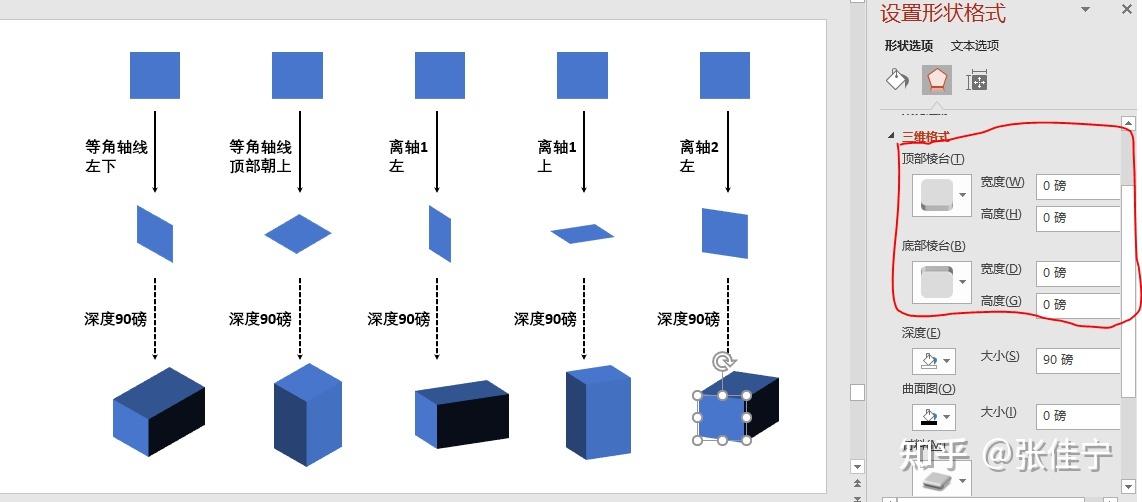 设置形状格式
形状选项 文本选项
三维格式
顶部棱台(T)
宽度(W) 0 磅
高度(H) 0 磅
底部棱台(B)
宽度(D) 0 磅
高度(G) 0 磅
深度(E)
大小(S) 90 磅
曲面图(O)
大小(I) 0 磅
等角轴线
左下
等角轴线
顶部朝上
离轴1
左
离轴1
上
离轴2
左
深度90磅
深度90磅
深度90磅
深度90磅
深度90磅
知乎 @张佳宁